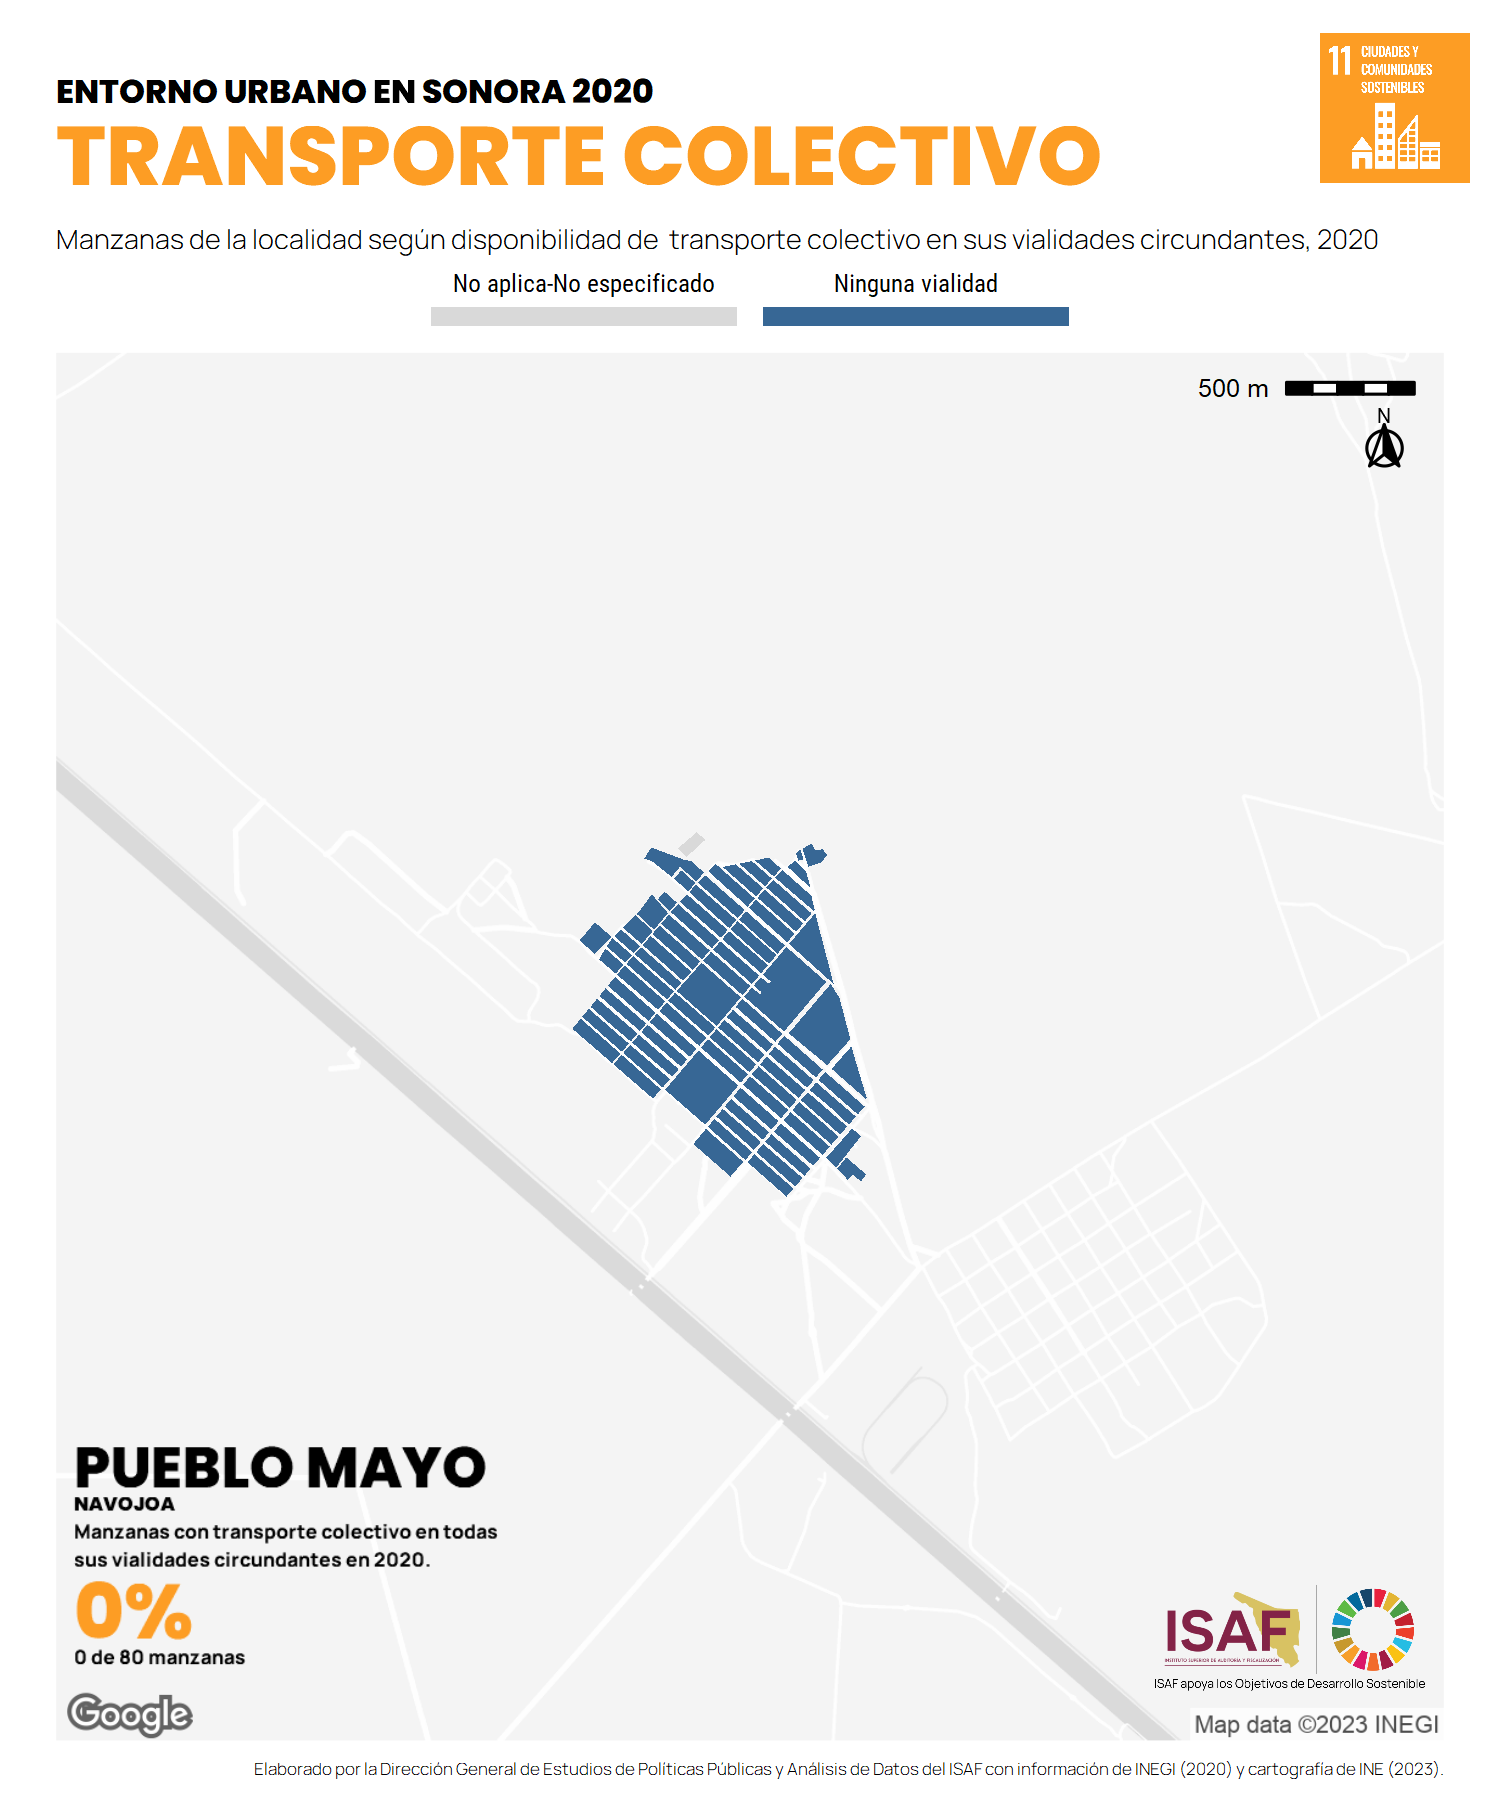 ENTORNO URBANO EN SONORA 2020
TRANSPORTE COLECTIVO
11 CIUDADES Y
COMUNIDADES
SOSTENIBLES
Manzanas de la localidad según disponibilidad de transporte colectivo en sus vialidades circundantes, 2020
No aplica-No especificado
Ninguna vialidad
500 m
N
PUEBLO MAYO
NAVOJOA
Manzanas con transporte colectivo en todas
sus vialidades circundantes en 2020.
0%
0 de 80 manzanas
Google
ISAF
INSTITUTO SUPERIOR DE AUDITORÍA Y FISCALIZACIÓN
ISAF apoya los Objetivos de Desarrollo Sostenible
Map data ©2023 INEGI
Elaborado por la Dirección General de Estudios de Políticas Públicas y Análisis de Datos del ISAF con información de INEGI (2020) y cartografía de INE (2023).